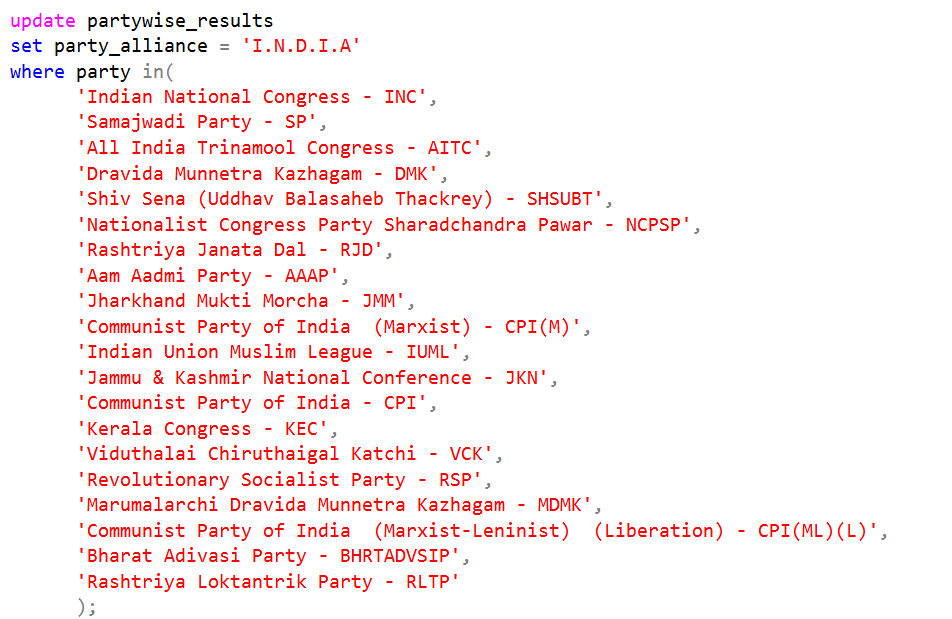 update partywise_results
set party_alliance = 'I.N.D.I.A'
where party in(
'Indian National Congress - INC',
'Samajwadi Party - SP',
'All India Trinamool Congress - AITC',
'Dravida Munnetra Kazhagam - DMK',
'Shiv Sena (Uddhav Balasaheb Thackrey) - SHSUBT',
'Nationalist Congress Party Sharadchandra Pawar - NCPSP',
'Rashtriya Janata Dal - RJD',
'Aam Aadmi Party - AAAP',
'Jharkhand Mukti Morcha - JMM',
'Communist Party of India  (Marxist) - CPI(M)',
'Indian Union Muslim League - IUML',
'Jammu & Kashmir National Conference - JKN',
'Communist Party of India - CPI',
'Kerala Congress - KEC',
'Viduthalai Chiruthaigal Katchi - VCK',
'Revolutionary Socialist Party - RSP',
'Marumalarchi Dravida Munnetra Kazhagam - MDMK',
'Communist Party of India  (Marxist-Leninist)  (Liberation) - CPI(ML)(L)',
'Bharat Adivasi Party - BHRTADVSIP',
'Rashtriya Loktantrik Party - RLTP'
);